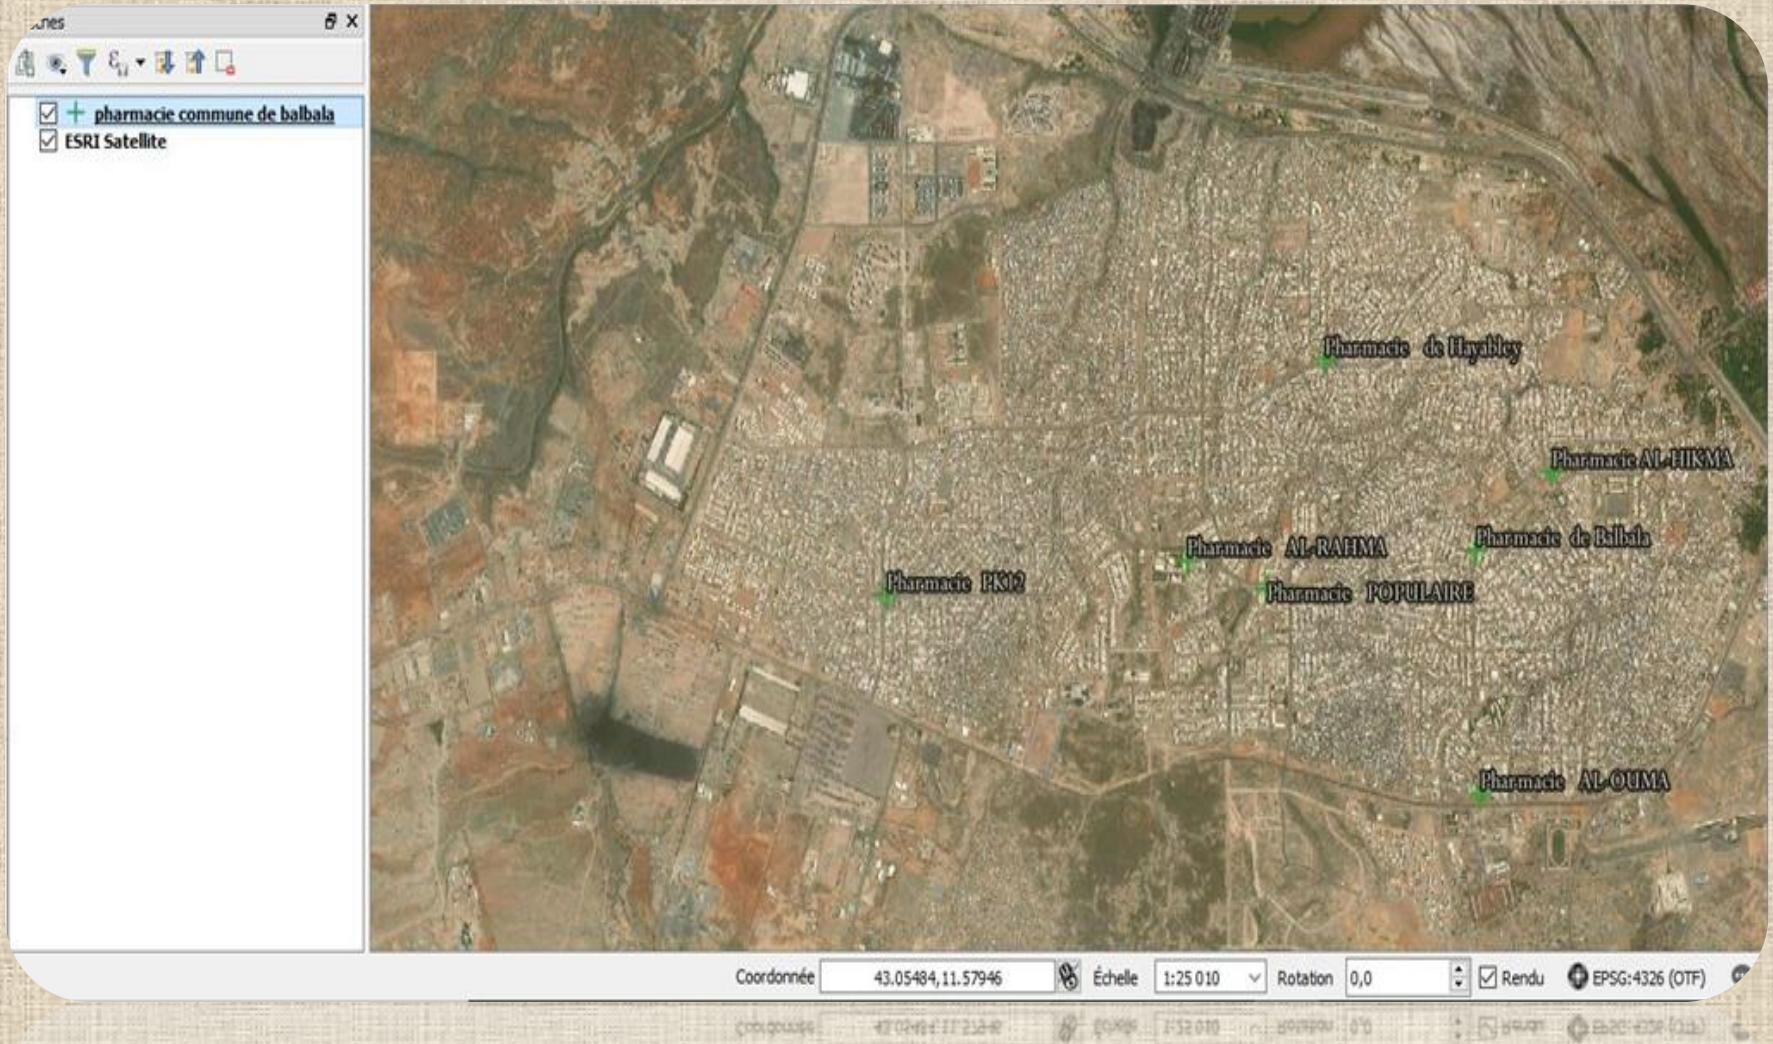 pharmacie commune de balbala
ESRI Satellite
Pharmacie de Hayabley
Pharmacie AL-HIKMA
Pharmacie de Balbala
Pharmacie AL-RAHMA
Pharmacie PK12
Pharmacie POPULAIRE
Pharmacie AL-OUMA
Coordonnée 43.05484,11.57946 Échelle 1:25 010 Rotation 0,0 Rendu EPSG:4326 (OTF)